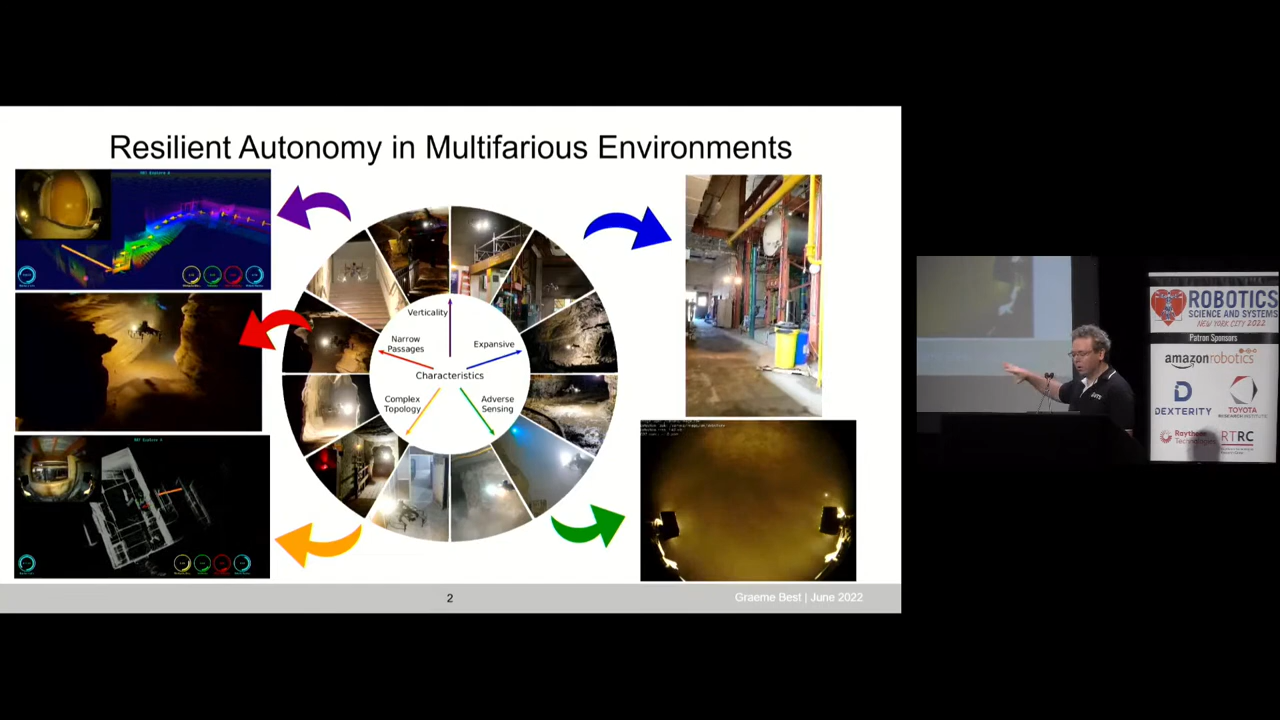 Resilient Autonomy in Multifarious Environments
Verticality
Narrow
Passages
Expansive
Characteristics
Complex
Topology
Adverse
Sensing
2
Graeme Best | June 2022
ROBOTICS
SCIENCE AND SYSTEMS
NEW YORK CITY 2022
Patron Sponsors
amazon robotics
DEXTERITY
TOYOTA
RESEARCH INSTITUTE
Raytheon
Technologies
RTRC